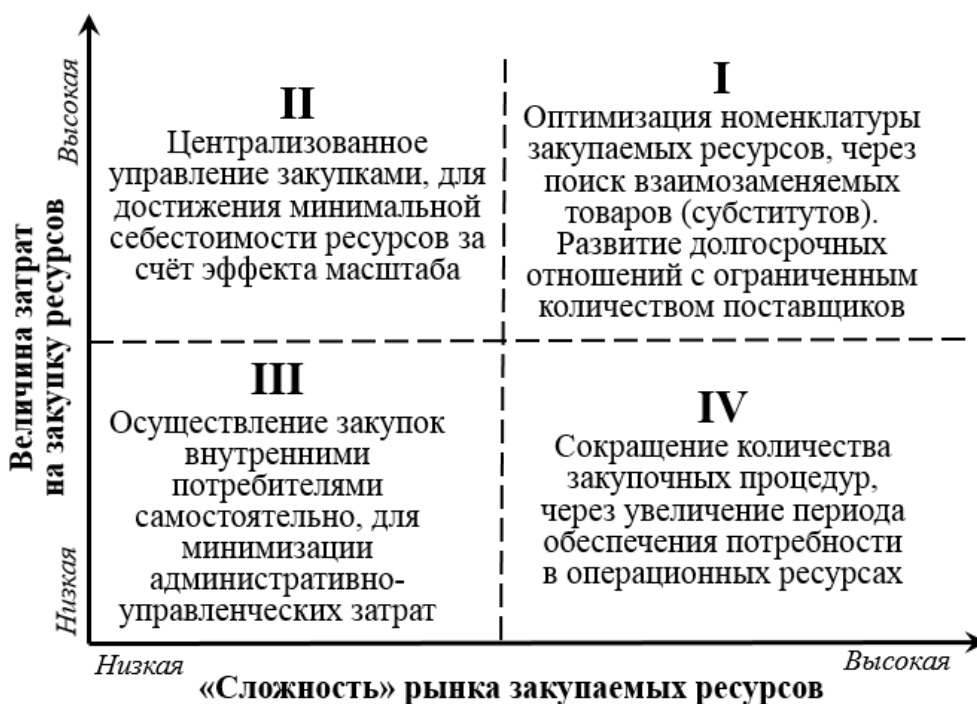 Величина затрат
на закупку ресурсов
Высокая
Низкая
II
Централизованное
управление закупками, для
достижения минимальной
себестоимости ресурсов за
счёт эффекта масштаба
I
Оптимизация номенклатуры
закупаемых ресурсов, через
поиск взаимозаменяемых
товаров (субститутов).
Развитие долгосрочных
отношений с ограниченным
количеством поставщиков
III
Осуществление закупок
внутренними
потребителями
самостоятельно, для
минимизации
административно-
управленческих затрат
IV
Сокращение количества
закупочных процедур,
через увеличение периода
обеспечения потребности
в операционных ресурсах
Низкая
Высокая
«Сложность» рынка закупаемых ресурсов